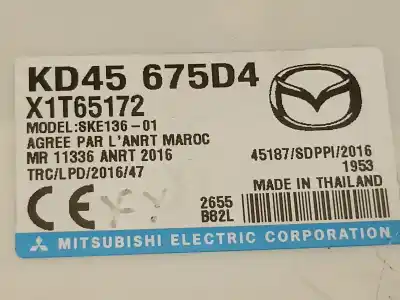 KD45 675D4
X1T65172
MODEL:SKE136-01
AGREE PAR L'ANRT MAROC
MR 11336 ANRT 2016
TRC/LPD/2016/47
45187/SDPPI/2016
1953
MADE IN THAILAND
CE
2655
B82L
MITSUBISHI ELECTRIC CORPORATION